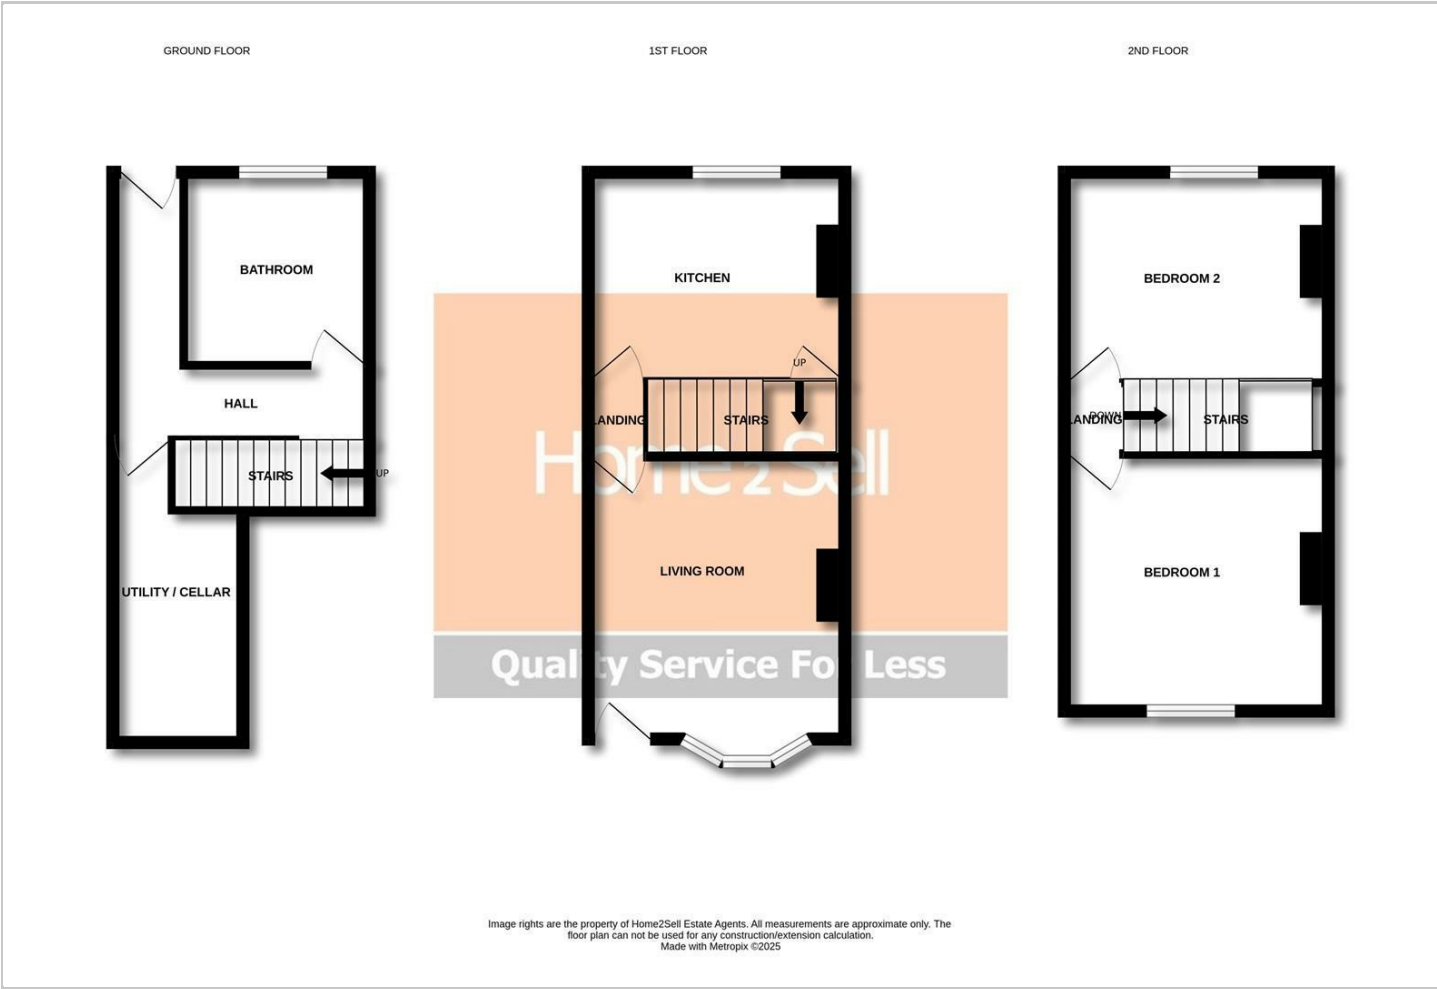 GROUND FLOOR
1ST FLOOR
2ND FLOOR
BATHROOM
HALL
STAIRS
UP
UTILITY / CELLAR
KITCHEN
UP
LANDING
STAIRS
Home2Sell
LIVING ROOM
Quality Service For Less
BEDROOM 2
LANDING
DOWN
STAIRS
BEDROOM 1
Image rights are the property of Home2Sell Estate Agents. All measurements are approximate only. The
floor plan can not be used for any construction/extension calculation.
Made with Metropix ©2025